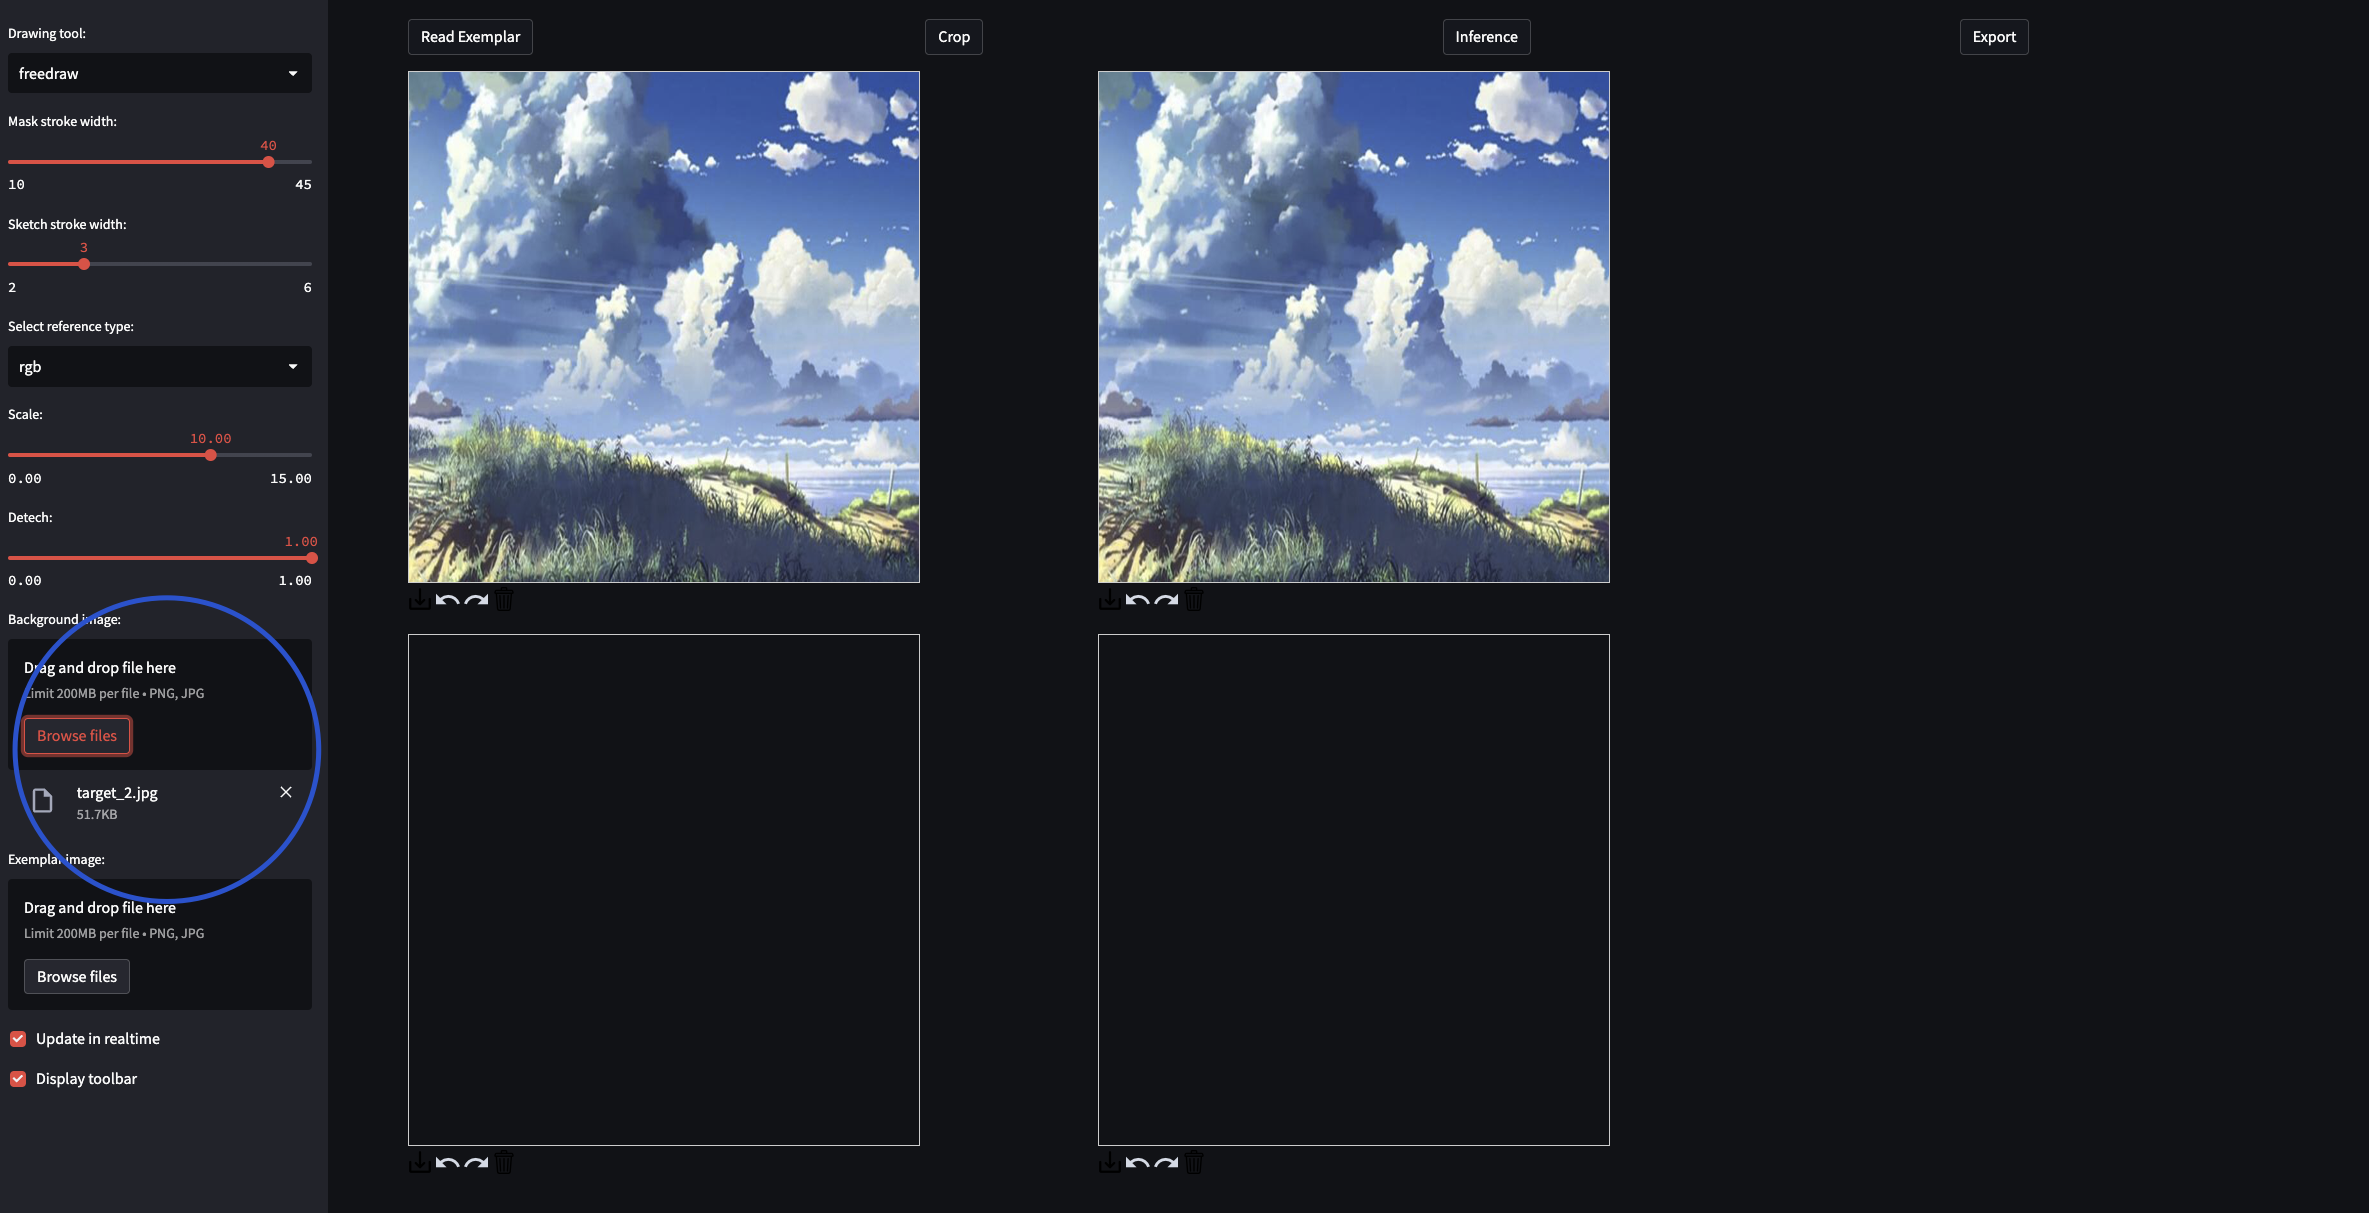 Drawing tool:
freedraw
Mask stroke width:
40
10 45
Sketch stroke width:
3
2 6
Select reference type:
rgb
Scale:
10.00
0.00 15.00
Detech:
1.00
0.00 1.00
Background image:
Drag and drop file here
Limit 200MB per file • PNG, JPG
Browse files
target_2.jpg
51.7KB
Exemplar image:
Drag and drop file here
Limit 200MB per file • PNG, JPG
Browse files
Update in realtime
Display toolbar
Read Exemplar Crop Inference Export